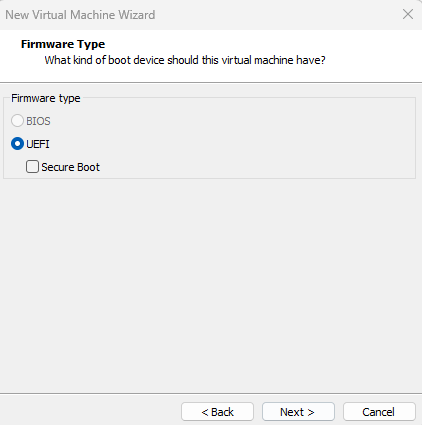 New Virtual Machine Wizard
Firmware Type
What kind of boot device should this virtual machine have?
Firmware type
BIOS
UEFI
Secure Boot
< Back
Next >
Cancel